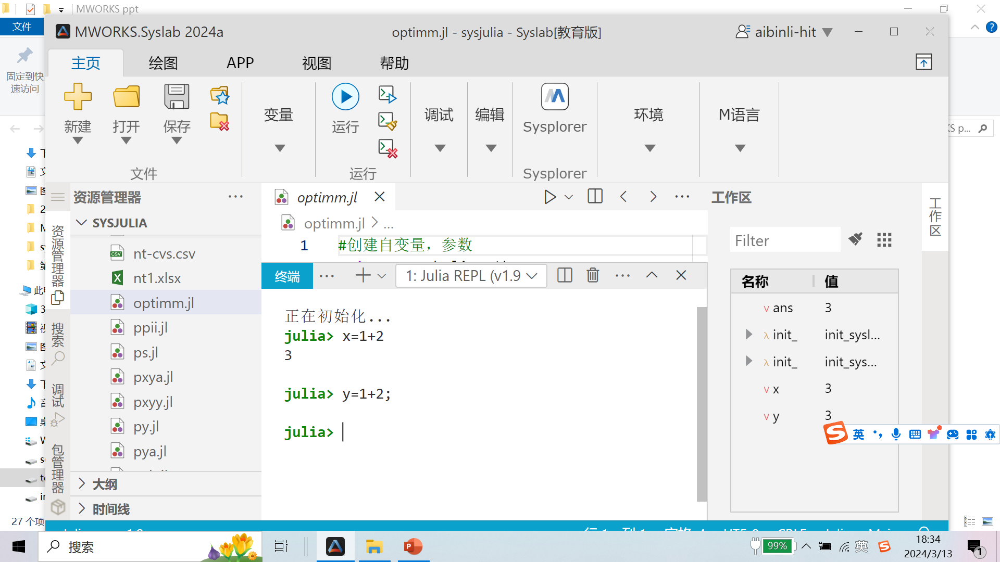 MWORKS ppt
文件
固定到快
速访问
MWORKS.Syslab 2024a
optimm.jl - sysjulia - Syslab[教育版]
aibinli-hit
主页
绘图
APP
视图
帮助
新建
打开
保存
变量
运行
调试
编辑
Sysplorer
环境
M语言
文件
运行
Sysplorer
资源管理器
SYSJULIA
nt-cvs.csv
nt1.xlsx
optimm.jl
ppii.jl
ps.jl
pxya.jl
pxyy.jl
py.jl
pya.jl
大纲
时间线
资源管理器
搜索
调试
包管理器
此电
27 个项
optimm.jl
optimm.jl > ...
1 #创建自变量，参数
终端
1: Julia REPL (v1.9
正在初始化...
julia> x=1+2
3
julia> y=1+2;
julia>
工作区
工作区
Filter
名称 值
ans 3
init_ init_sysl...
init_ init_sys...
x 3
y 3
英
搜索
99%
英
18:34
2024/3/13
1